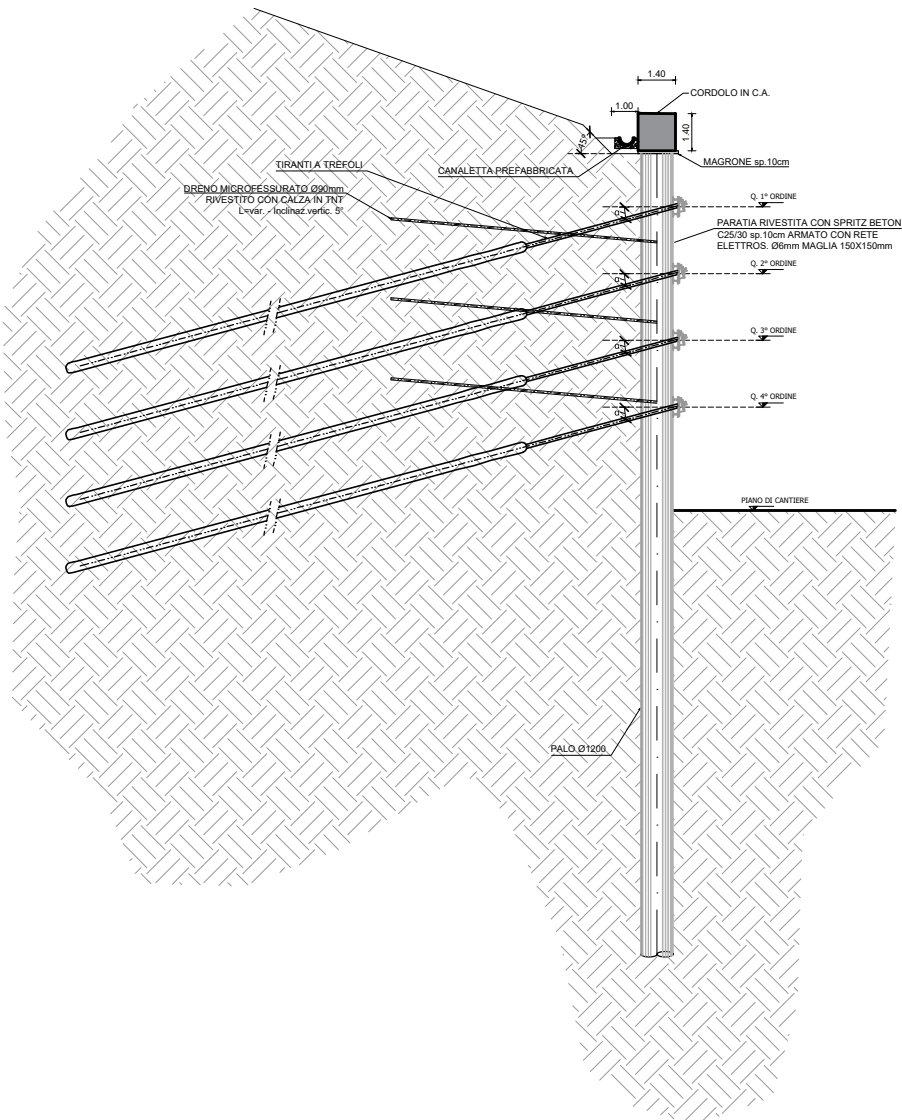 1.40
CORDOLO IN C.A.
1.00
1.40
45°
MAGRONE sp.10cm
TIRANTI A TREFOLI
CANALETTA PREFABBRICATA
DRENO MICROFESSURATO Ø90mm
RIVESTITO CON CALZA IN TNT
L=var. - Inclinaz.vertic. 5°
Q. 1° ORDINE
PARATIA RIVESTITA CON SPRITZ BETON
C25/30 sp.10cm ARMATO CON RETE
ELETTROS. Ø6mm MAGLIA 150X150mm
Q. 2° ORDINE
Q. 3° ORDINE
Q. 4° ORDINE
PIANO DI CANTIERE
PALO Ø1200